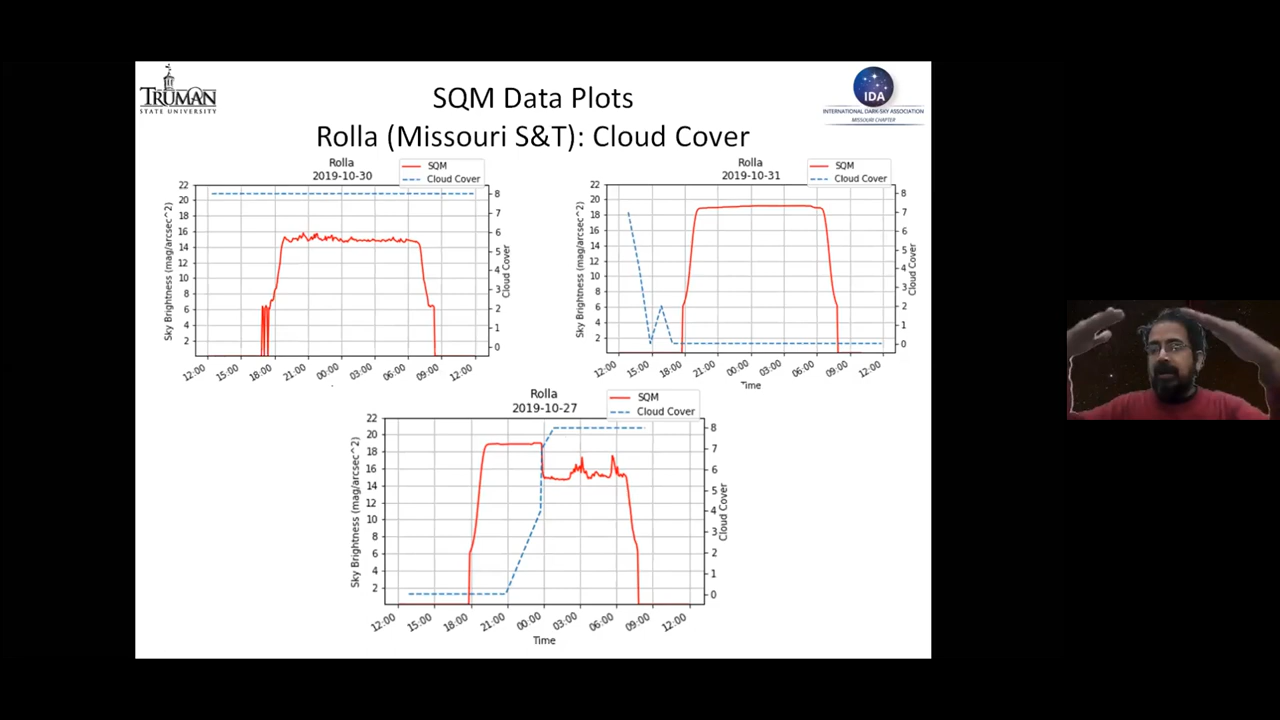 TRUMAN
STATE UNIVERSITY
SQM Data Plots
Rolla (Missouri S&T): Cloud Cover
IDA
INTERNATIONAL DARK-SKY ASSOCIATION
MISSOURI CHAPTER
Rolla
2019-10-30
SQM
Cloud Cover
Sky Brightness (mag/arcsec^2)
22
20
18
16
14
12
10
8
6
4
2
8
7
6
5
4
3
2
1
0
Cloud Cover
12:00 15:00 18:00 21:00 00:00 03:00 06:00 09:00 12:00
Rolla
2019-10-31
SQM
Cloud Cover
Sky Brightness (mag/arcsec^2)
22
20
18
16
14
12
10
8
6
4
2
8
7
6
5
4
3
2
1
0
Cloud Cover
12:00 15:00 18:00 21:00 00:00 03:00 06:00 09:00 12:00
Time
Rolla
2019-10-27
SQM
Cloud Cover
Sky Brightness (mag/arcsec^2)
22
20
18
16
14
12
10
8
6
4
2
8
7
6
5
4
3
2
1
0
Cloud Cover
12:00 15:00 18:00 21:00 00:00 03:00 06:00 09:00 12:00
Time